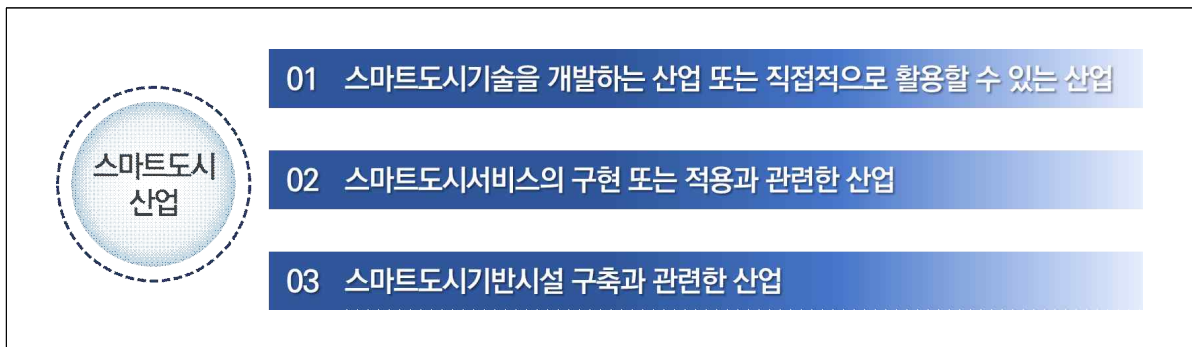 스마트도시
산업
01 스마트도시기술을 개발하는 산업 또는 직접적으로 활용할 수 있는 산업
02 스마트도시서비스의 구현 또는 적용과 관련한 산업
03 스마트도시기반시설 구축과 관련한 산업